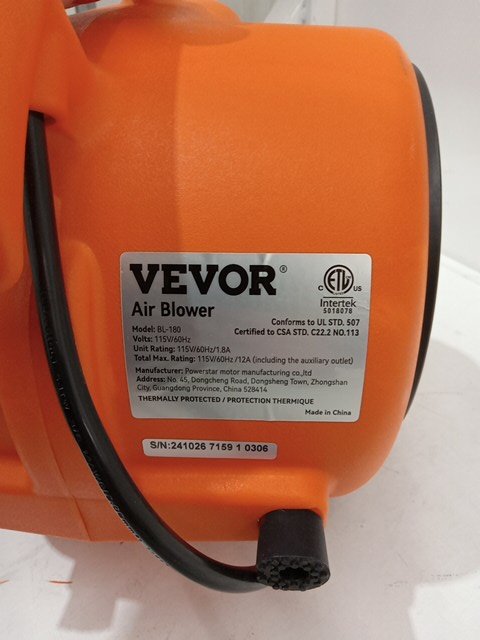 VEVOR®
Air Blower
Model: BL-180
Volts: 115V/60Hz
Unit Rating: 115V/60Hz/1.8A
Total Max. Rating: 115V/60Hz/12A (including the auxiliary outlet)
C ETL US
Intertek
5018078
Conforms to UL STD. 507
Certified to CSA STD. C22.2 NO.113
Manufacturer: Powerstar motor manufacturing co.,ltd
Address: No. 45, Dongcheng Road, Dongsheng Town, Zhongshan
City, Guangdong Province, China 528414
THERMALLY PROTECTED / PROTECTION THERMIQUE
Made in China
S/N:241026 7159 1 0306